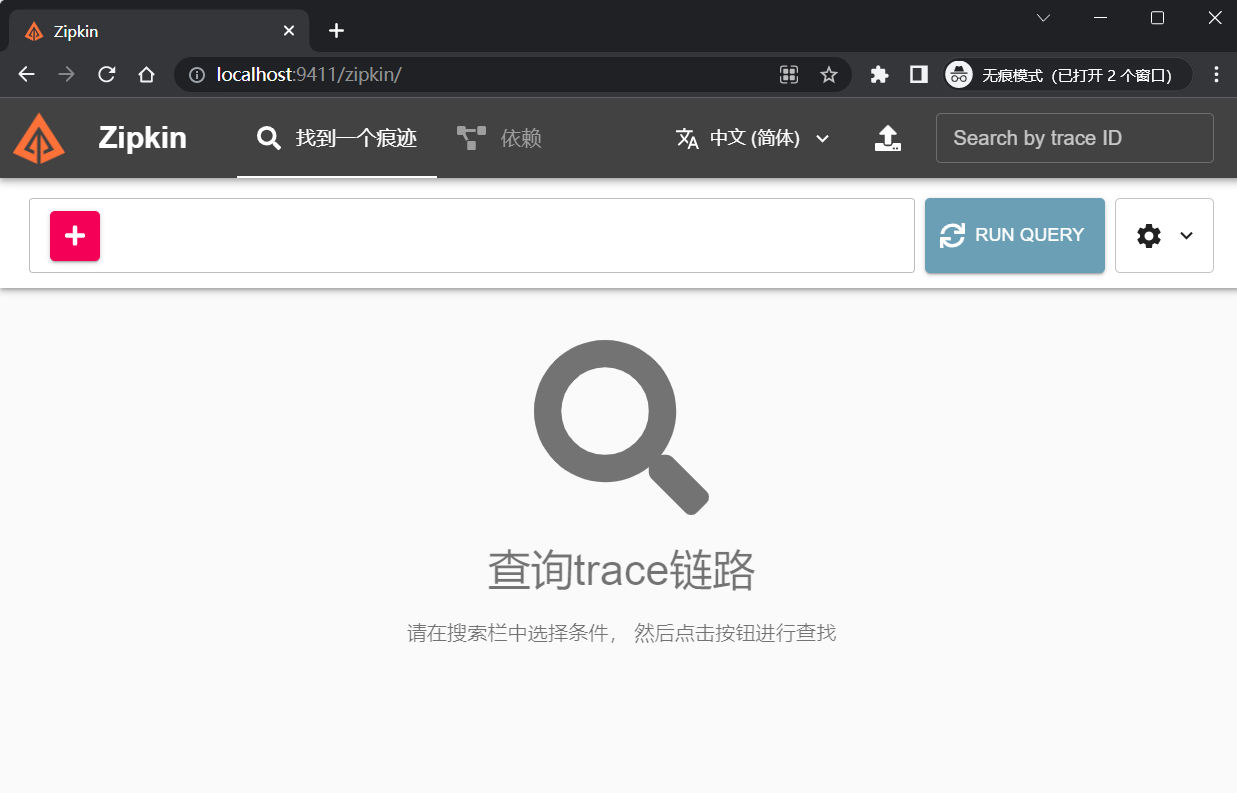 Zipkin
localhost:9411/zipkin/
无痕模式（已打开 2 个窗口）
Zipkin
找到一个痕迹
依赖
中文 (简体)
Search by trace ID
RUN QUERY
查询trace链路
请在搜索栏中选择条件， 然后点击按钮进行查找